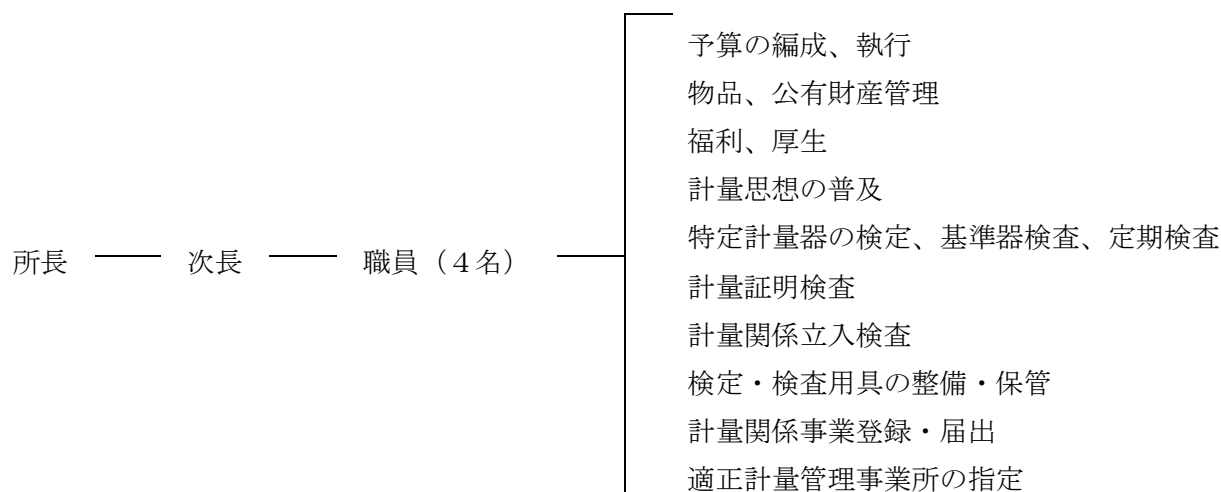 所長
次長
職員（４名）
予算の編成、執行
物品、公有財産管理
福利、厚生
計量思想の普及
特定計量器の検定、基準器検査、定期検査
計量証明検査
計量関係立入検査
検定・検査用具の整備・保管
計量関係事業登録・届出
適正計量管理事業所の指定